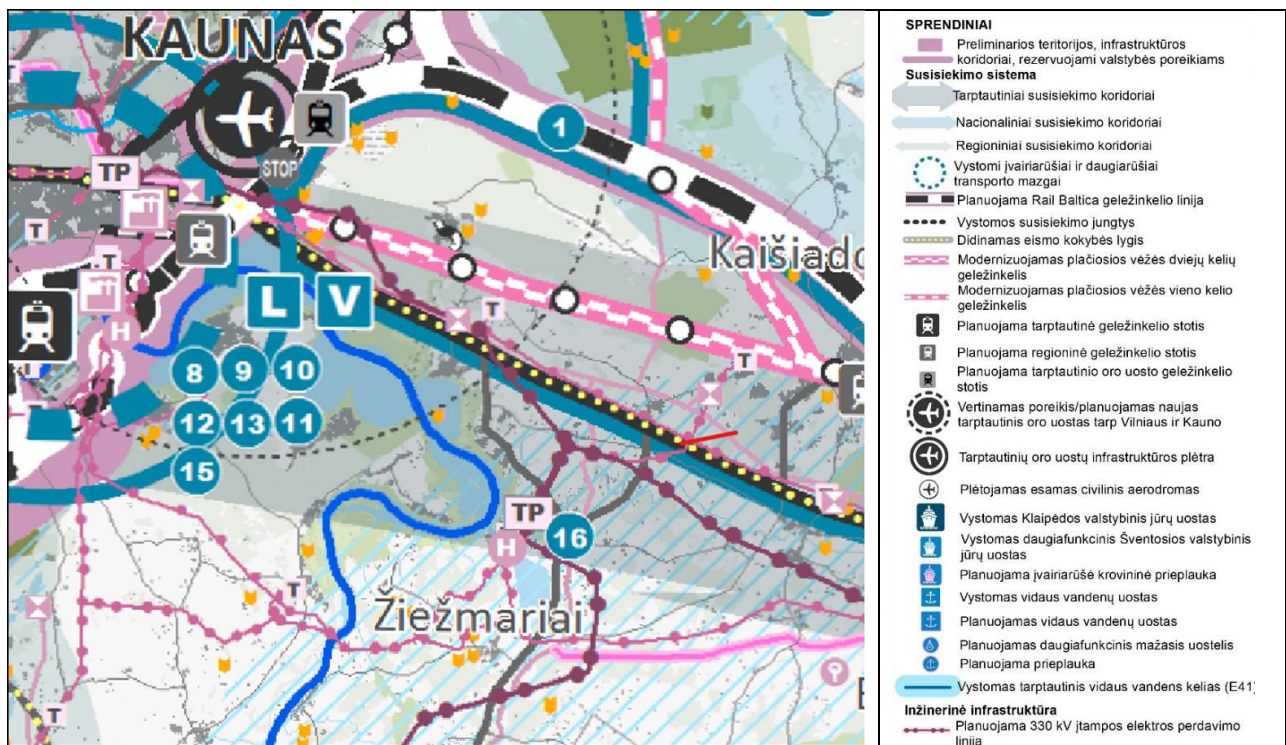 KAUNAS
T
TP
STOP
1
T
T
Kaišiado
L V
T
H
T
8 9 10
12 13 11
15
TP
16
H
T
Žiežmariai
T
SPRENDINIAI
Preliminarios teritorijos, infrastruktūros
koridoriai, rezervuojami valstybės poreikiams
Susisiekimo sistema
Tarptautiniai susisiekimo koridoriai
Nacionaliniai susisiekimo koridoriai
Regioniniai susisiekimo koridoriai
Vystomi įvairiarūšiai ir daugiarūšiai
transporto mazgai
Planuojama Rail Baltica geležinkelio linija
Vystomos susisiekimo jungtys
Didinamas eismo kokybės lygis
Modernizuojamas plačiosios vėžės dviejų kelių
geležinkelis
Modernizuojamas plačiosios vėžės vieno kelio
geležinkelis
Planuojama tarptautinė geležinkelio stotis
Planuojama regioninė geležinkelio stotis
Planuojama tarptautinio oro uosto geležinkelio
stotis
Vertinamas poreikis/planuojamas naujas
tarptautinis oro uostas tarp Vilniaus ir Kauno
Tarptautinių oro uostų infrastruktūros plėtra
Plėtojamas esamas civilinis aerodromas
Vystomas Klaipėdos valstybinis jūrų uostas
Vystomas daugiafunkcinis Šventosios valstybinis
jūrų uostas
Planuojama įvairiarūšė krovininė prieplauka
Vystomas vidaus vandenų uostas
Planuojamas vidaus vandenų uostas
Planuojamas daugiafunkcinis mažasis uostelis
Planuojama prieplauka
Vystomas tarptautinis vidaus vandens kelias (E41)
Inžinerinė infrastruktūra
Planuojama 330 kV įtampos elektros perdavimo
linija